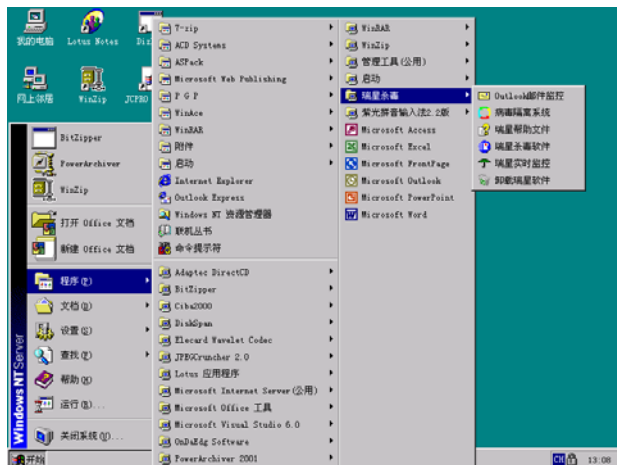 我的电脑
Lotus Notes
网上邻居
WinZip
BitZipper
PowerArchiver
WinZip
打开 Office 文档
新建 Office 文档
程序(P)
文档(D)
设置(S)
查找(F)
帮助(H)
运行(R)...
关闭系统(U)...
Windows NT Server
开始
7-zip
ACD Systems
ASPack
Microsoft Web Publishing
P G P
WinAce
WinRAR
附件
启动
Internet Explorer
Outlook Express
Windows NT 资源管理器
联机丛书
命令提示符
Adaptec DirectCD
BitZipper
Ciba2000
DiskSpan
Elecard Wavelet Codec
JPEGCruncher 2.0
Lotus 应用程序
Microsoft Internet Server(公用)
Microsoft Office 工具
Microsoft Visual Studio 6.0
Software
PowerArchiver 2001
WinRAR
WinZip
管理工具(公用)
启动
瑞星杀毒
紫光拼音输入法2.2版
Microsoft Access
Microsoft Excel
Microsoft FrontPage
Microsoft Outlook
Microsoft PowerPoint
Microsoft Word
Outlook邮件监控
病毒隔离系统
瑞星帮助文件
瑞星杀毒软件
瑞星实时监控
卸载瑞星软件
CH
13:08